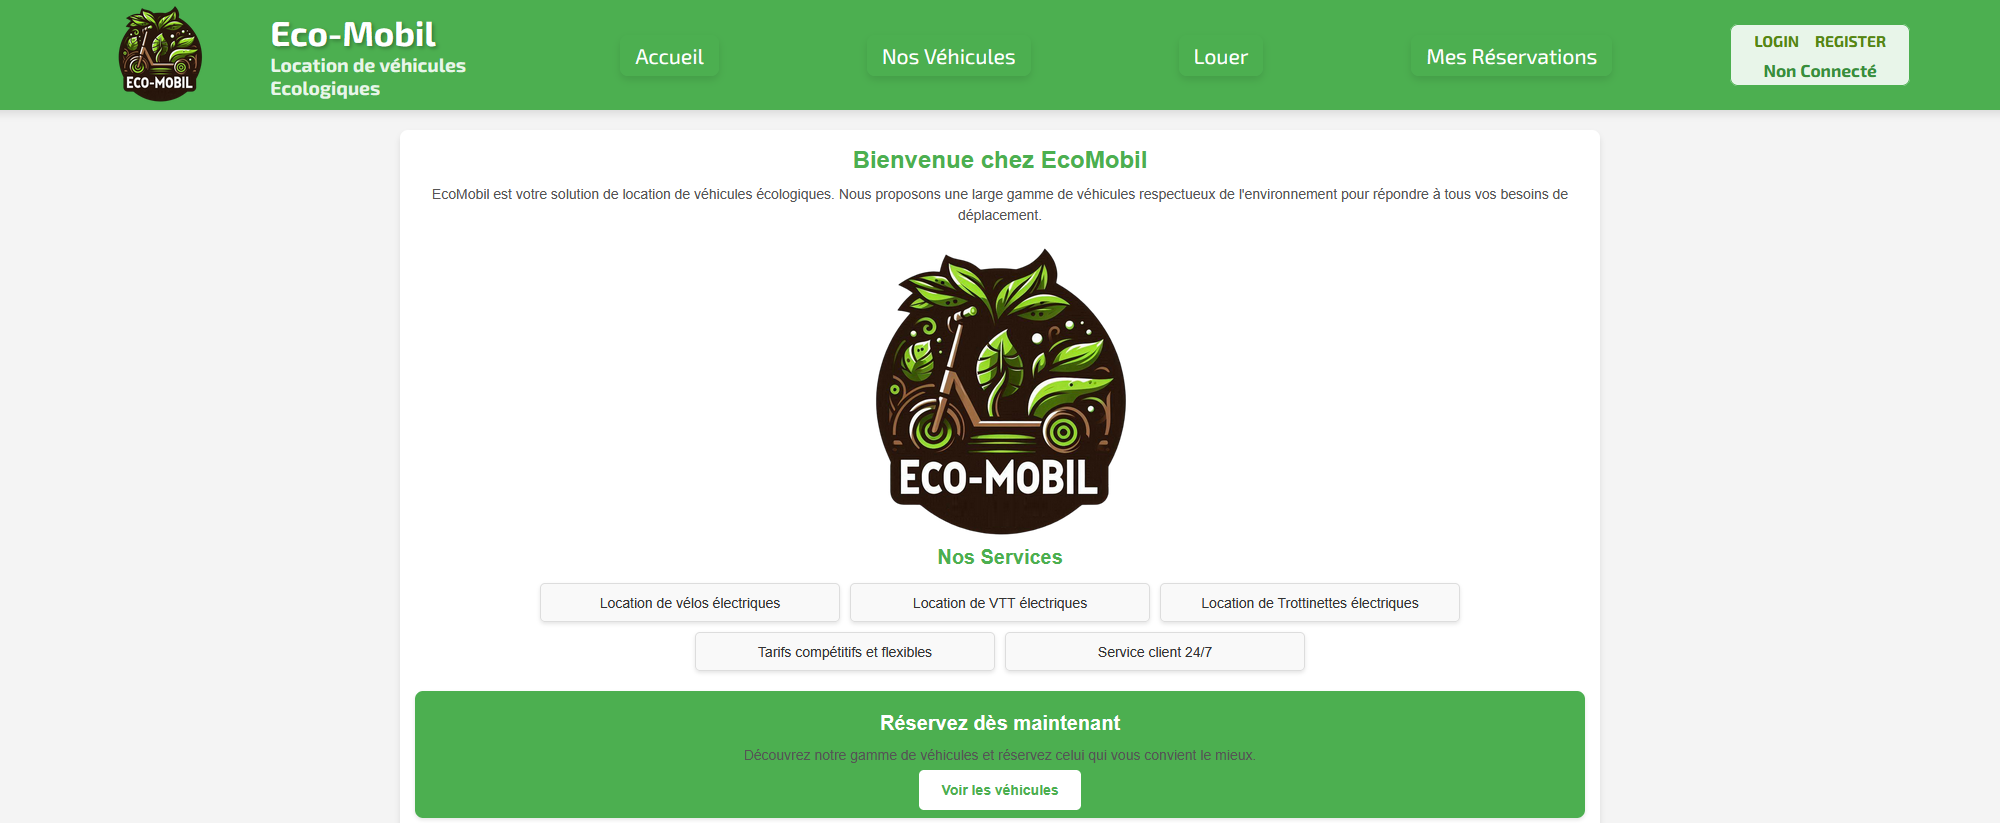 ECO-MOBIL
Eco-Mobil
Location de véhicules
Ecologiques
Accueil
Nos Véhicules
Louer
Mes Réservations
LOGIN REGISTER
Non Connecté
Bienvenue chez EcoMobil
EcoMobil est votre solution de location de véhicules écologiques. Nous proposons une large gamme de véhicules respectueux de l'environnement pour répondre à tous vos besoins de
déplacement.
ECO-MOBIL
Nos Services
Location de vélos électriques
Location de VTT électriques
Location de Trottinettes électriques
Tarifs compétitifs et flexibles
Service client 24/7
Réservez dès maintenant
Découvrez notre gamme de véhicules et réservez celui qui vous convient le mieux.
Voir les véhicules